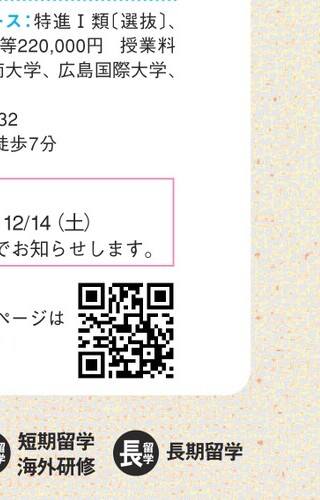 ース：特進Ⅰ類〔選抜〕、
等220,000円　授業料
大学、広島国際大学、
32
徒歩7分
12/14（土）
でお知らせします。
ページは
短期留学
海外研修
長 留学
長期留学